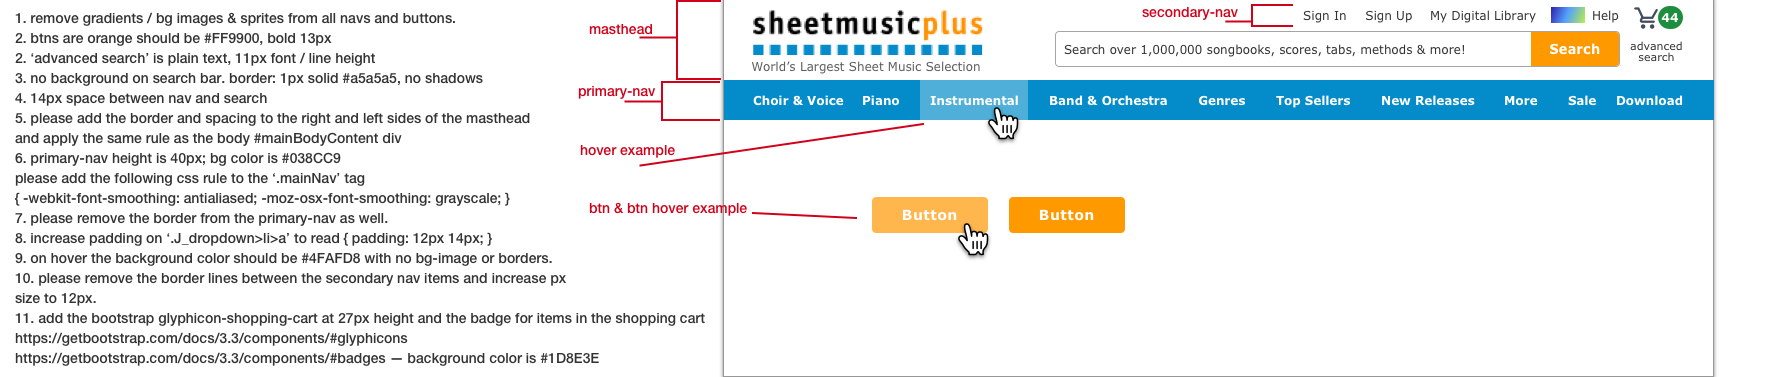 1. remove gradients / bg images & sprites from all navs and buttons.
2. btns are orange should be #FF9900, bold 13px
2. ‘advanced search’ is plain text, 11px font / line height
3. no background on search bar. border: 1px solid #a5a5a5, no shadows
4. 14px space between nav and search
5. please add the border and spacing to the right and left sides of the masthead
and apply the same rule as the body #mainBodyContent div
6. primary-nav height is 40px; bg color is #038CC9
please add the following css rule to the ‘.mainNav’ tag
{ -webkit-font-smoothing: antialiased; -moz-osx-font-smoothing: grayscale; }
7. please remove the border from the primary-nav as well.
8. increase padding on ‘.J_dropdown>li>a’ to read { padding: 12px 14px; }
9. on hover the background color should be #4FAFD8 with no bg-image or borders.
10. please remove the border lines between the secondary nav items and increase px
size to 12px.
11. add the bootstrap glyphicon-shopping-cart at 27px height and the badge for items in the shopping cart
https://getbootstrap.com/docs/3.3/components/#glyphicons
https://getbootstrap.com/docs/3.3/components/#badges — background color is #1D8E3E
masthead
primary-nav
hover example
btn & btn hover example
sheetmusicplus
World’s Largest Sheet Music Selection
secondary-nav
Sign In Sign Up My Digital Library Help 44
Search over 1,000,000 songbooks, scores, tabs, methods & more! Search
advanced
search
Choir & Voice Piano Instrumental Band & Orchestra Genres Top Sellers New Releases More Sale Download
Button Button